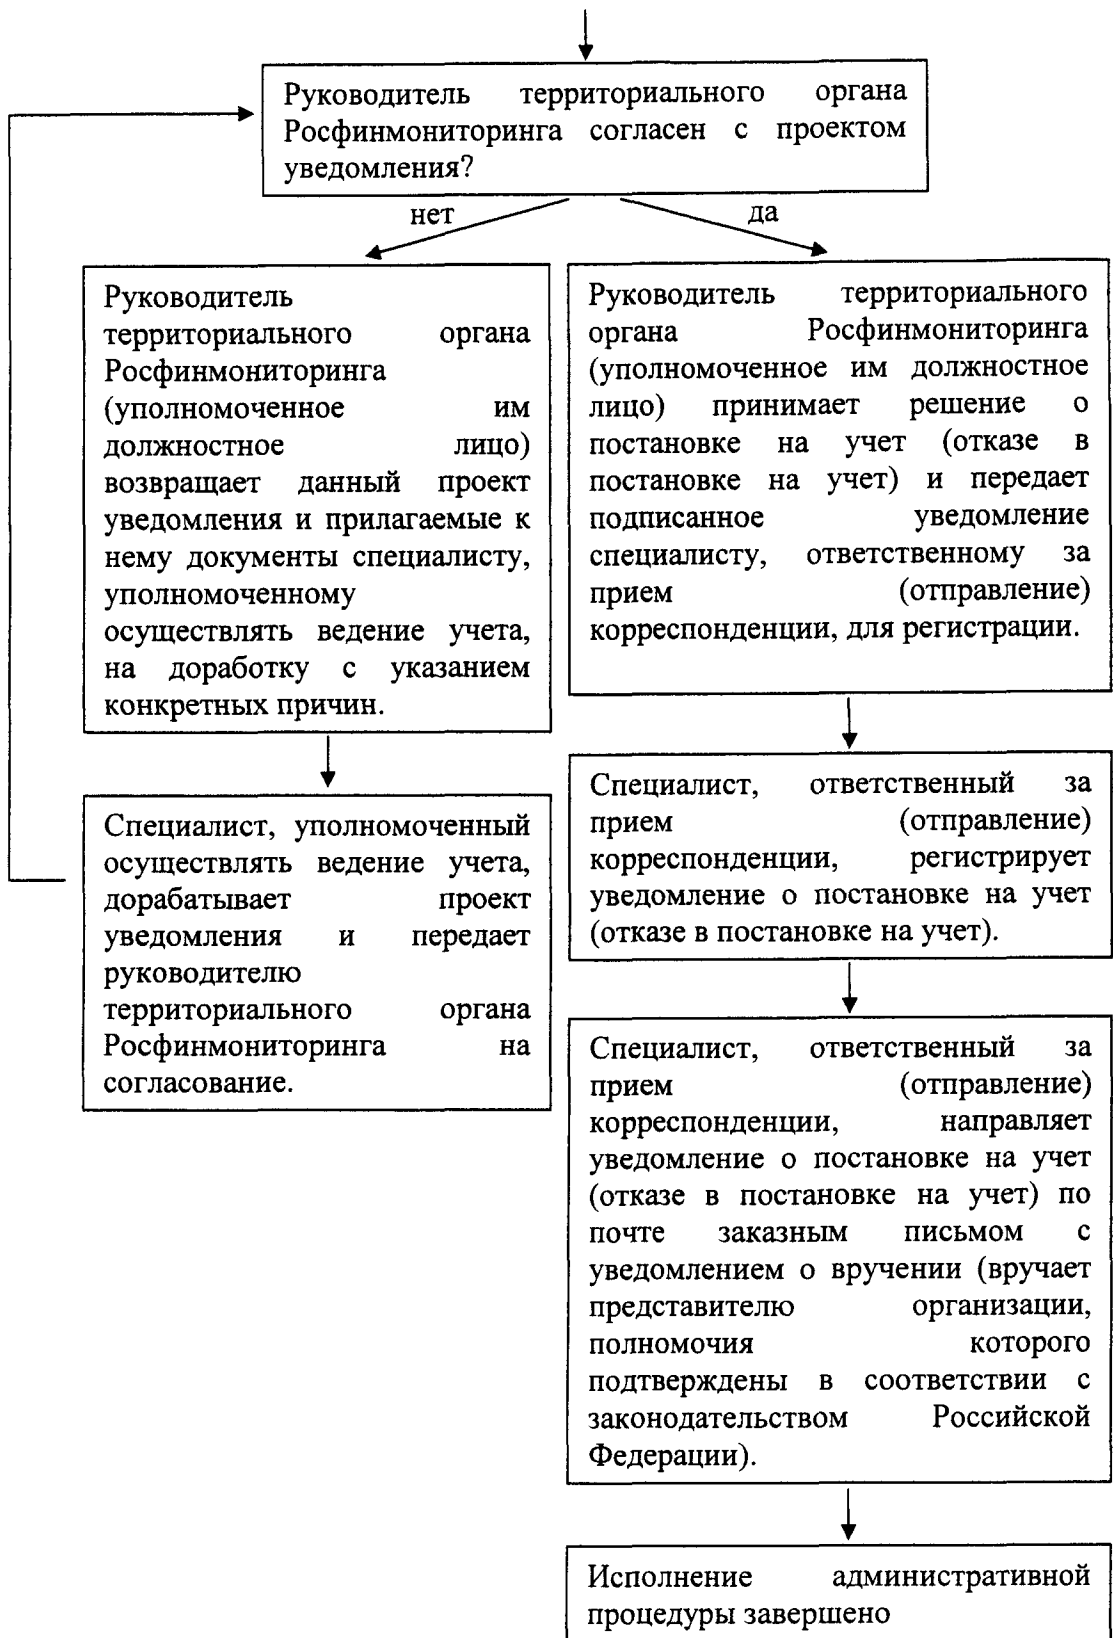 Руководитель территориального органа
Росфинмониторинга согласен с проектом
уведомления?
нет
да
Руководитель
территориального органа
Росфинмониторинга
(уполномоченное им
должностное лицо)
возвращает данный проект
уведомления и прилагаемые к
нему документы специалисту,
уполномоченному
осуществлять ведение учета,
на доработку с указанием
конкретных причин.
Специалист, уполномоченный
осуществлять ведение учета,
дорабатывает проект
уведомления и передает
руководителю
территориального органа
Росфинмониторинга на
согласование.
Руководитель территориального
органа Росфинмониторинга
(уполномоченное им должностное
лицо) принимает решение о
постановке на учет (отказе в
постановке на учет) и передает
подписанное уведомление
специалисту, ответственному за
прием (отправление)
корреспонденции, для регистрации.
Специалист, ответственный за
прием (отправление)
корреспонденции, регистрирует
уведомление о постановке на учет
(отказе в постановке на учет).
Специалист, ответственный за
прием (отправление)
корреспонденции, направляет
уведомление о постановке на учет
(отказе в постановке на учет) по
почте заказным письмом с
уведомлением о вручении (вручает
представителю организации,
полномочия которого
подтверждены в соответствии с
законодательством Российской
Федерации).
Исполнение административной
процедуры завершено